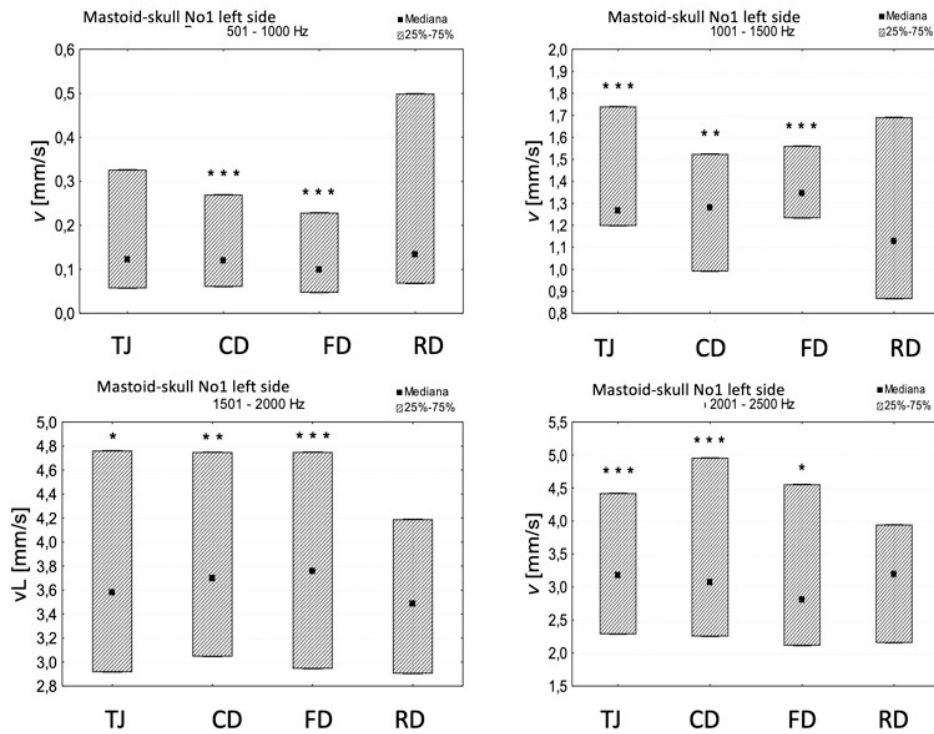 Mastoid-skull No1 left side
501 - 1000 Hz
Mediana
25%-75%
v [mm/s]
0,6
0,5
0,4
0,3
0,2
0,1
0,0
* * *
* * *
TJ CD FD RD
Mastoid-skull No1 left side
1001 - 1500 Hz
Mediana
25%-75%
v [mm/s]
2,0
1,9
1,8
1,7
1,6
1,5
1,4
1,3
1,2
1,1
1,0
0,9
0,8
* * *
* *
* * *
TJ CD FD RD
Mastoid-skull No1 left side
1501 - 2000 Hz
Mediana
25%-75%
vL [mm/s]
5,0
4,8
4,6
4,4
4,2
4,0
3,8
3,6
3,4
3,2
3,0
2,8
*
* *
* * *
TJ CD FD RD
Mastoid-skull No1 left side
2001 - 2500 Hz
Mediana
25%-75%
v [mm/s]
5,5
5,0
4,5
4,0
3,5
3,0
2,5
2,0
1,5
* * *
* * *
*
TJ CD FD RD